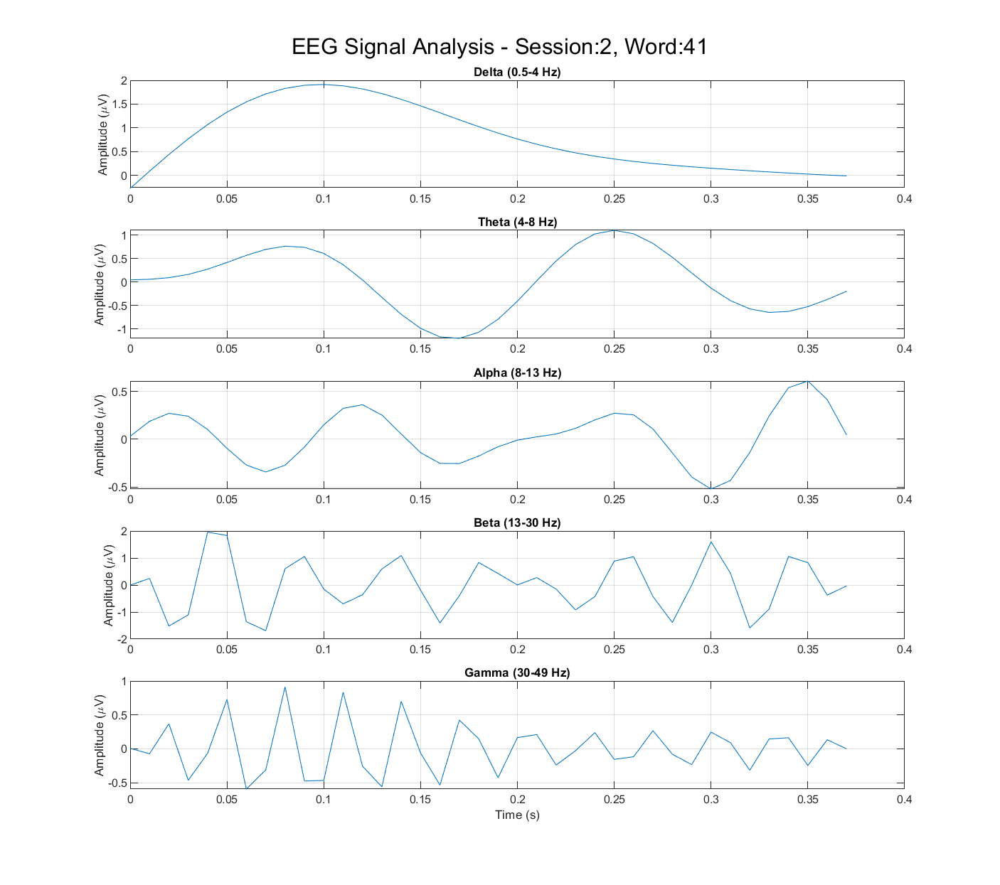 EEG Signal Analysis - Session:2, Word:41
Delta (0.5-4 Hz)
Amplitude (μV)
2
1.5
1
0.5
0
0 0.05 0.1 0.15 0.2 0.25 0.3 0.35 0.4
Theta (4-8 Hz)
Amplitude (μV)
1
0.5
0
-0.5
-1
0 0.05 0.1 0.15 0.2 0.25 0.3 0.35 0.4
Alpha (8-13 Hz)
Amplitude (μV)
0.5
0
-0.5
0 0.05 0.1 0.15 0.2 0.25 0.3 0.35 0.4
Beta (13-30 Hz)
Amplitude (μV)
2
1
0
-1
-2
0 0.05 0.1 0.15 0.2 0.25 0.3 0.35 0.4
Gamma (30-49 Hz)
Amplitude (μV)
1
0.5
0
-0.5
0 0.05 0.1 0.15 0.2 0.25 0.3 0.35 0.4
Time (s)